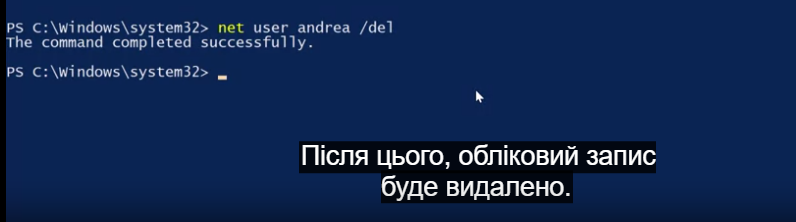 PS C:\Windows\system32> net user andrea /del
The command completed successfully.
PS C:\Windows\system32> _
Після цього, обліковий запис
буде видалено.